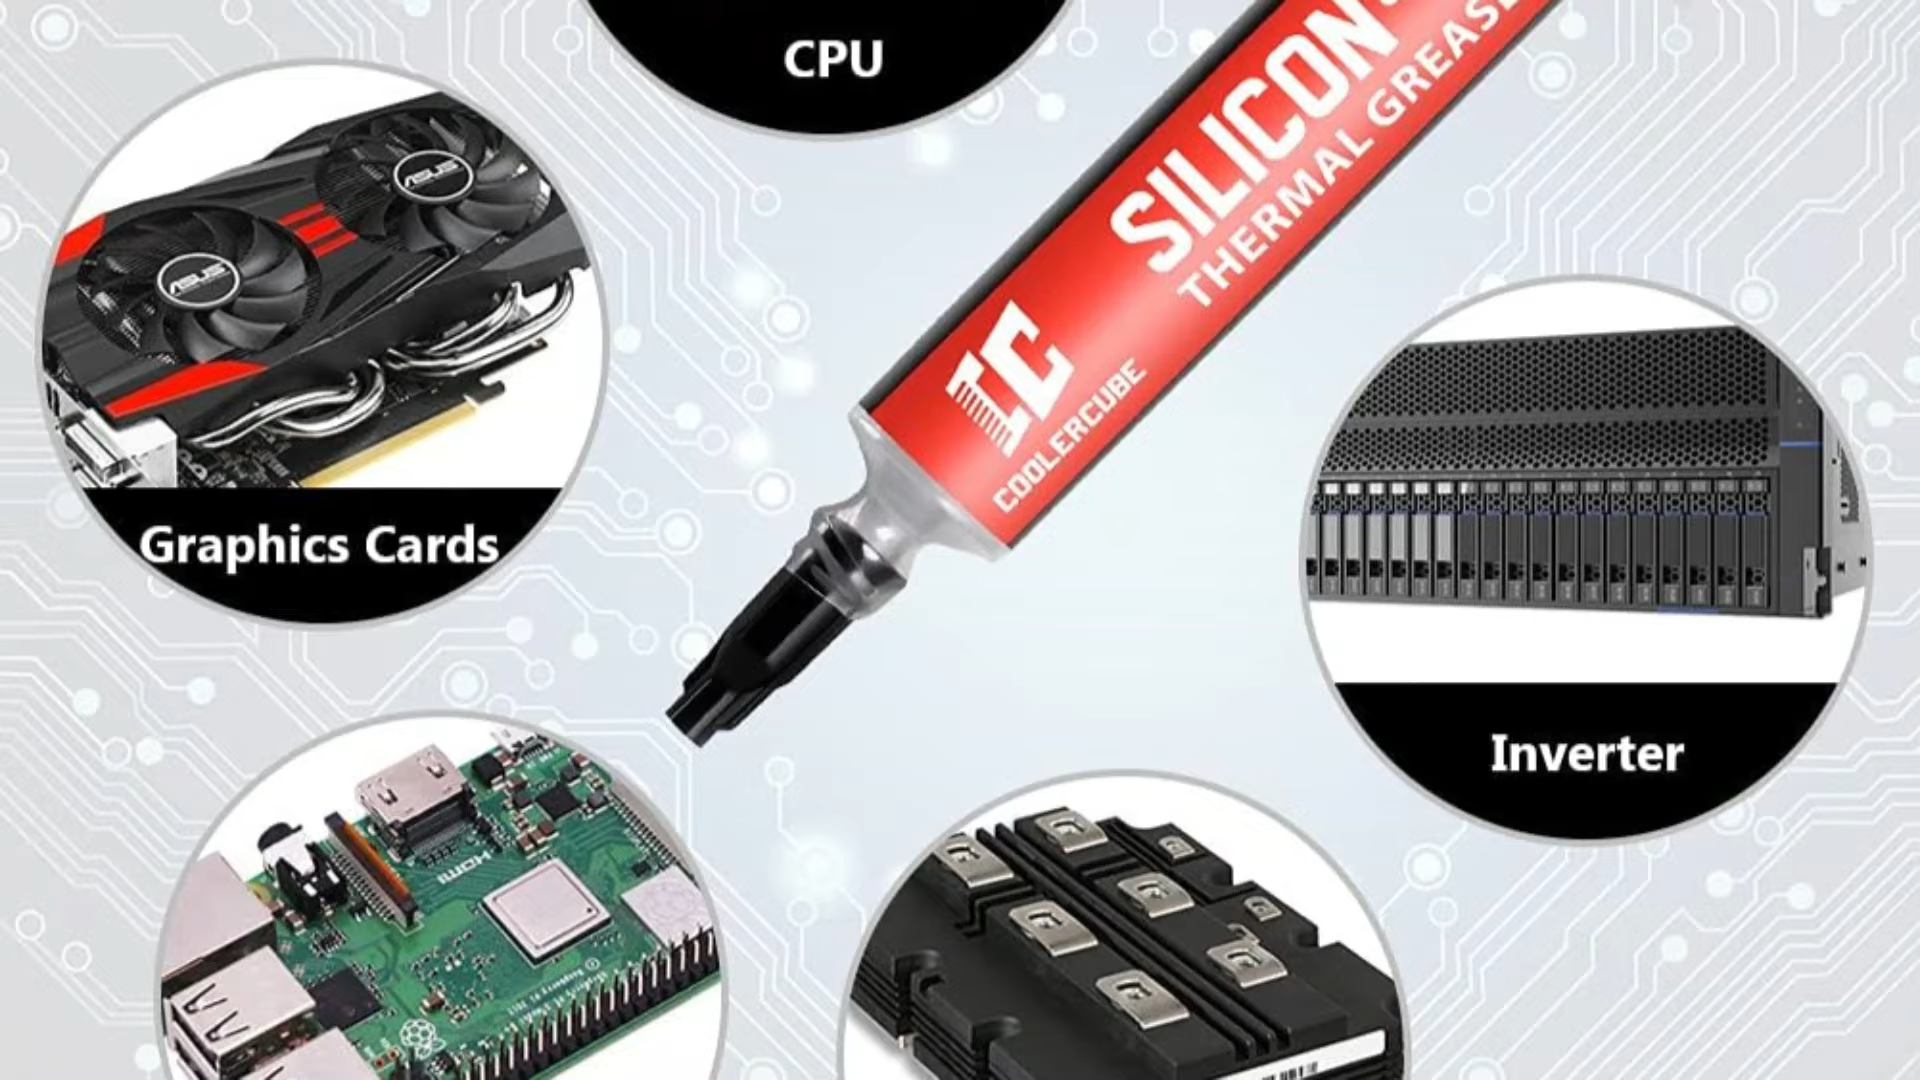 CPU
SILICON+
THERMAL GREASE
IC
COOLERCUBE
ASUS
ASUS
Graphics Cards
Inverter
HDMI